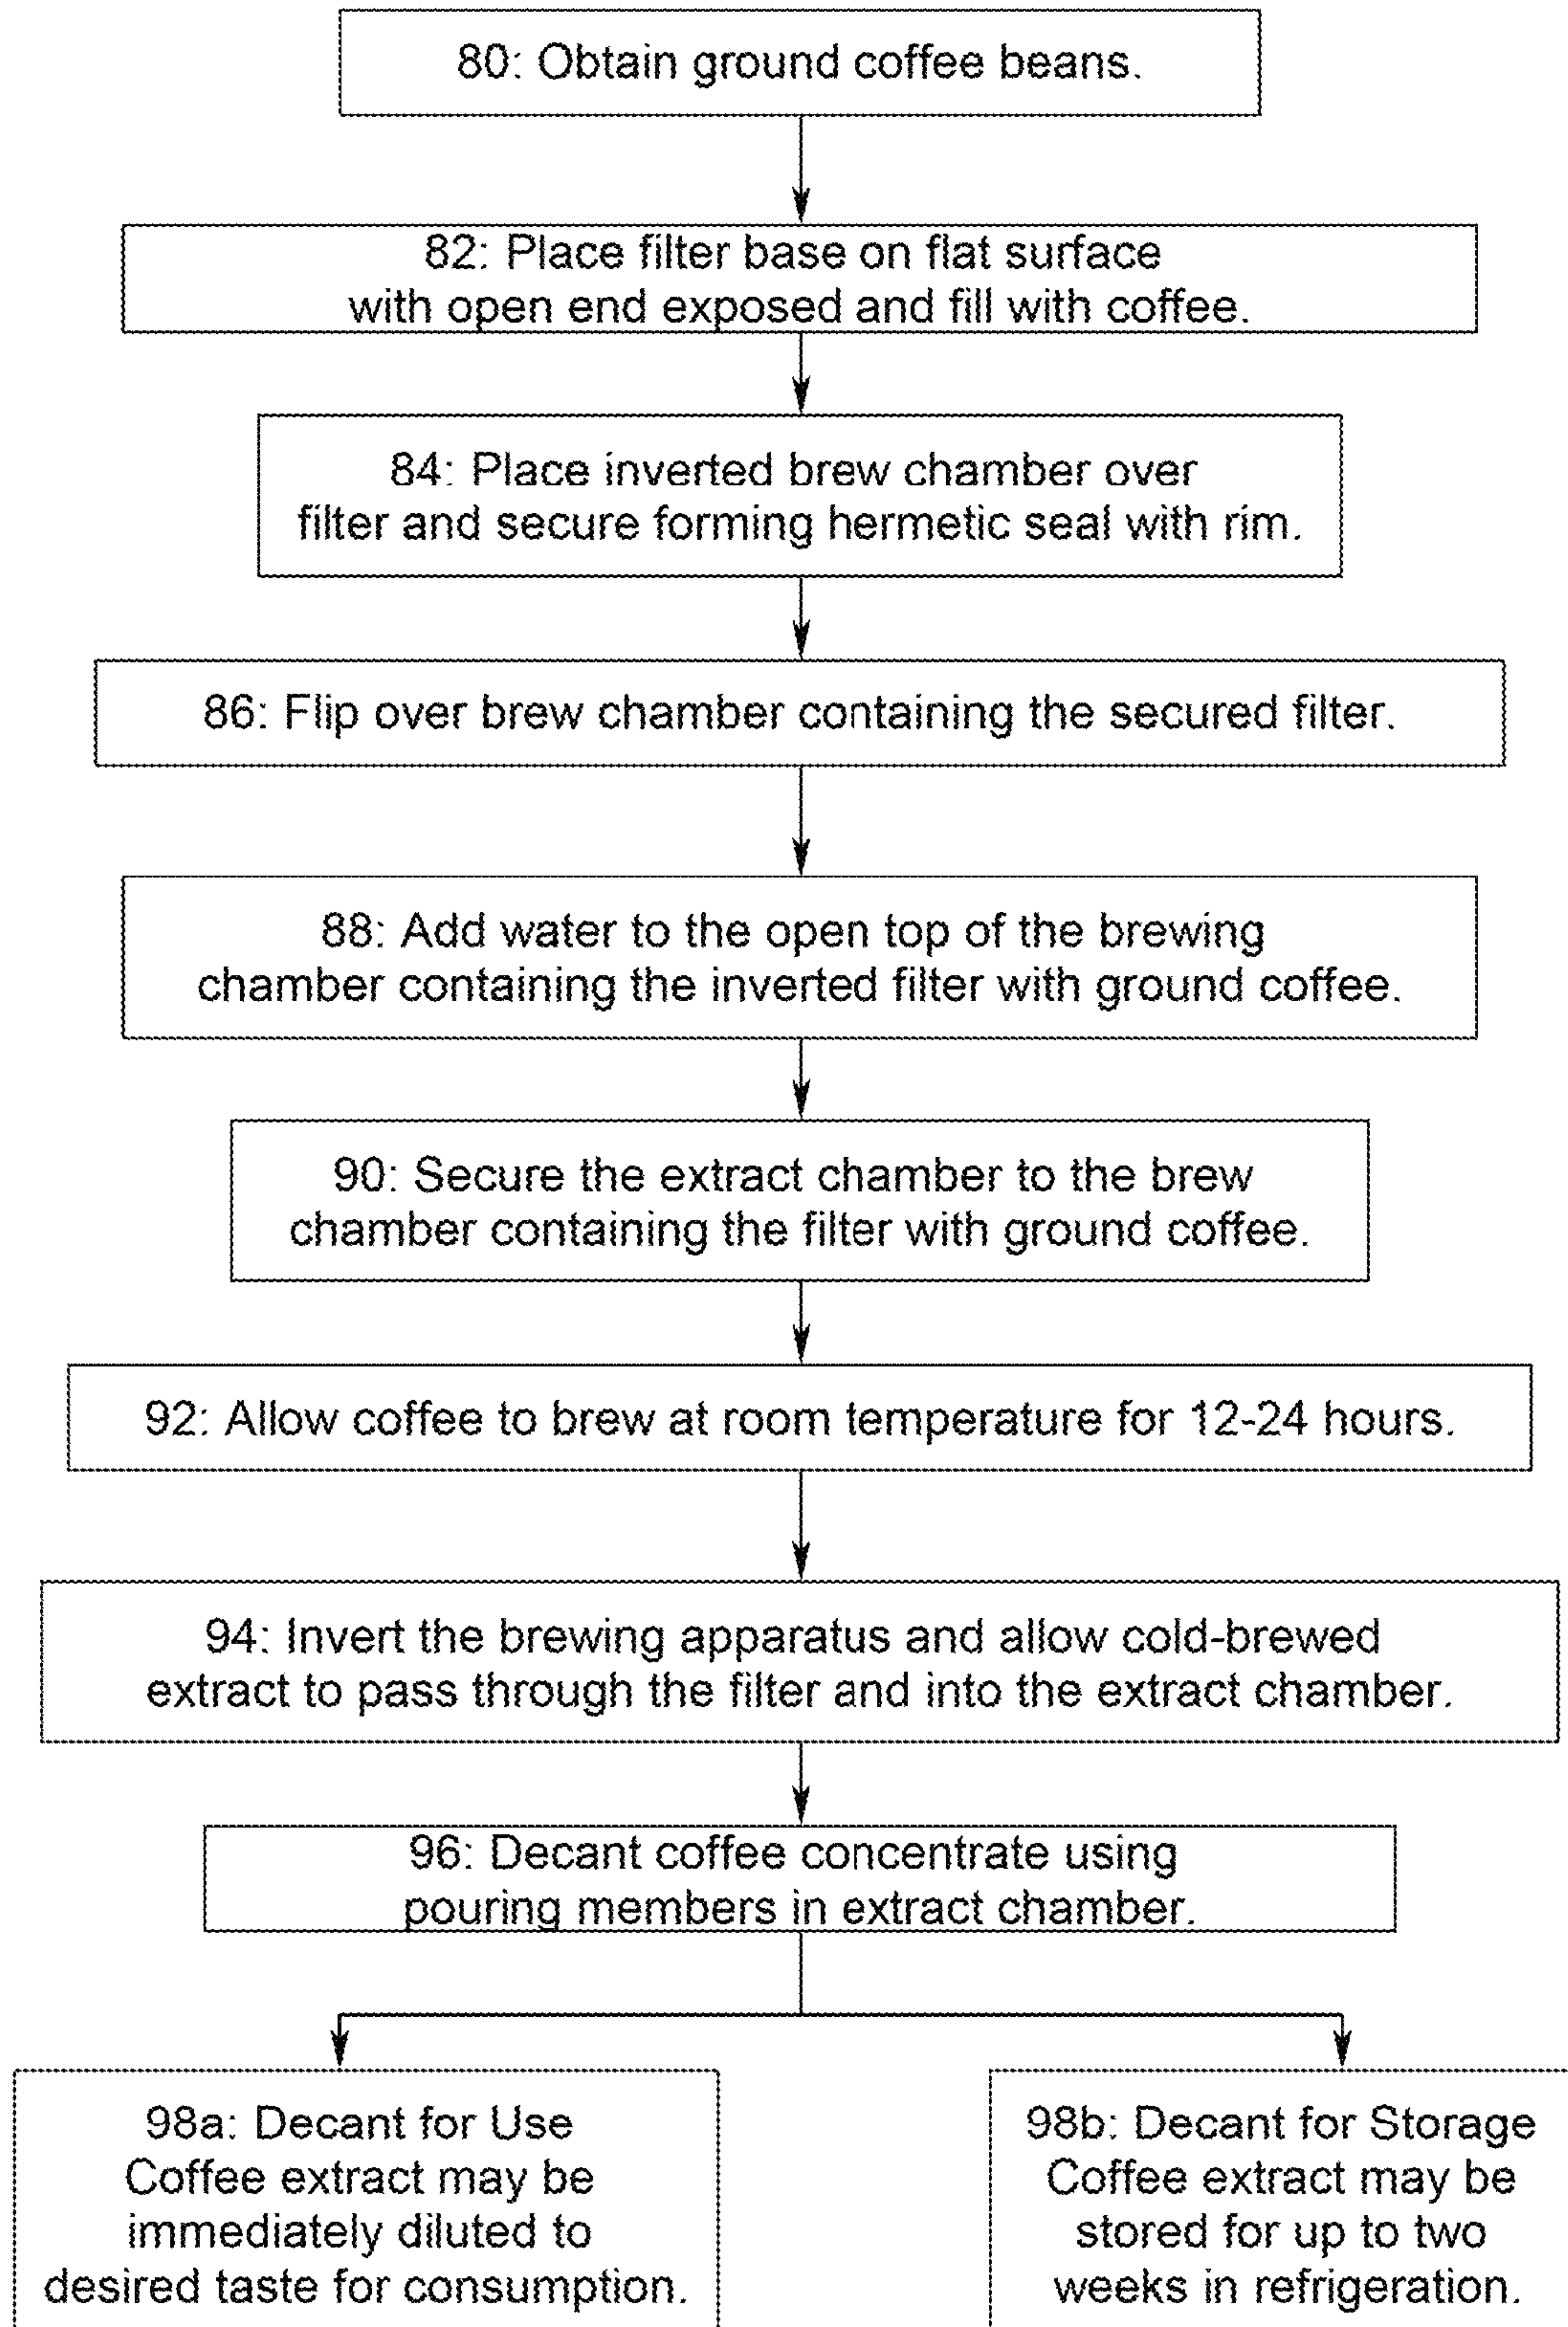 80: Obtain ground coffee beans.
82: Place filter base on flat surface
with open end exposed and fill with coffee.
84: Place inverted brew chamber over
filter and secure forming hermetic seal with rim.
86: Flip over brew chamber containing the secured filter.
88: Add water to the open top of the brewing
chamber containing the inverted filter with ground coffee.
90: Secure the extract chamber to the brew
chamber containing the filter with ground coffee.
92: Allow coffee to brew at room temperature for 12-24 hours.
94: Invert the brewing apparatus and allow cold-brewed
extract to pass through the filter and into the extract chamber.
96: Decant coffee concentrate using
pouring members in extract chamber.
98a: Decant for Use
Coffee extract may be
immediately diluted to
desired taste for consumption.
98b: Decant for Storage
Coffee extract may be
stored for up to two
weeks in refrigeration.